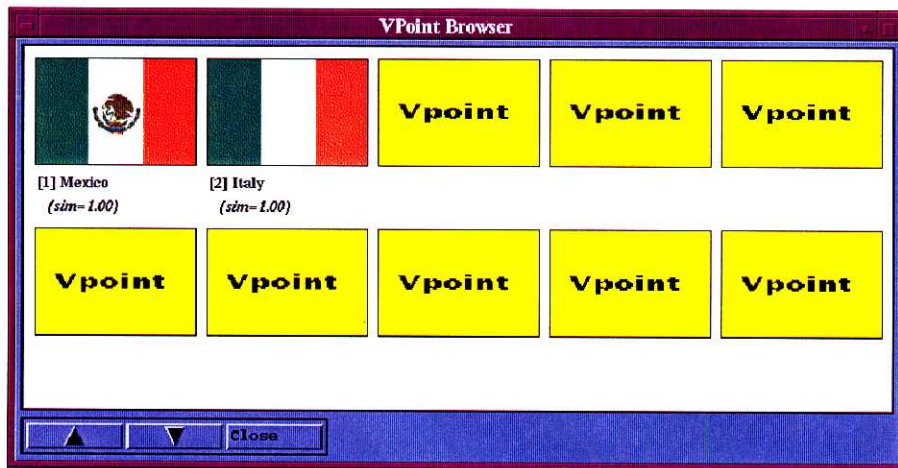 VPoint Browser
Vpoint Vpoint Vpoint
[1] Mexico [2] Italy
(sim=1.00) (sim=1.00)
Vpoint Vpoint Vpoint Vpoint Vpoint
Close